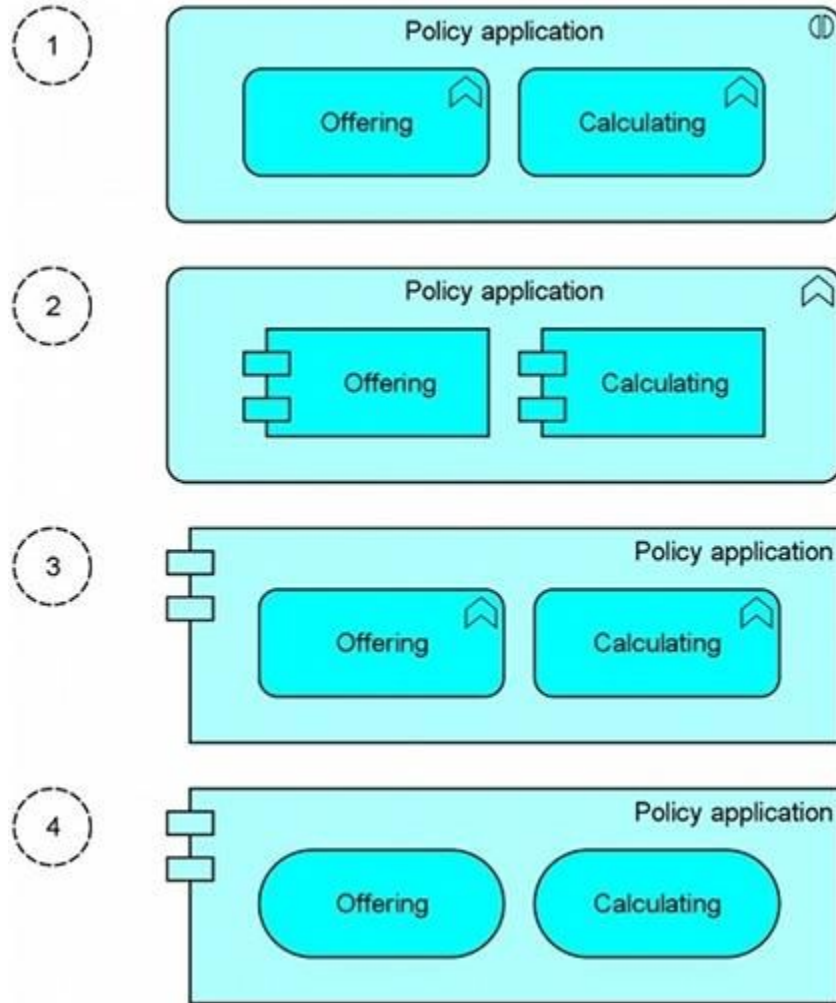 1
Policy application
Offering
Calculating
2
Policy application
Offering
Calculating
3
Policy application
Offering
Calculating
4
Policy application
Offering
Calculating